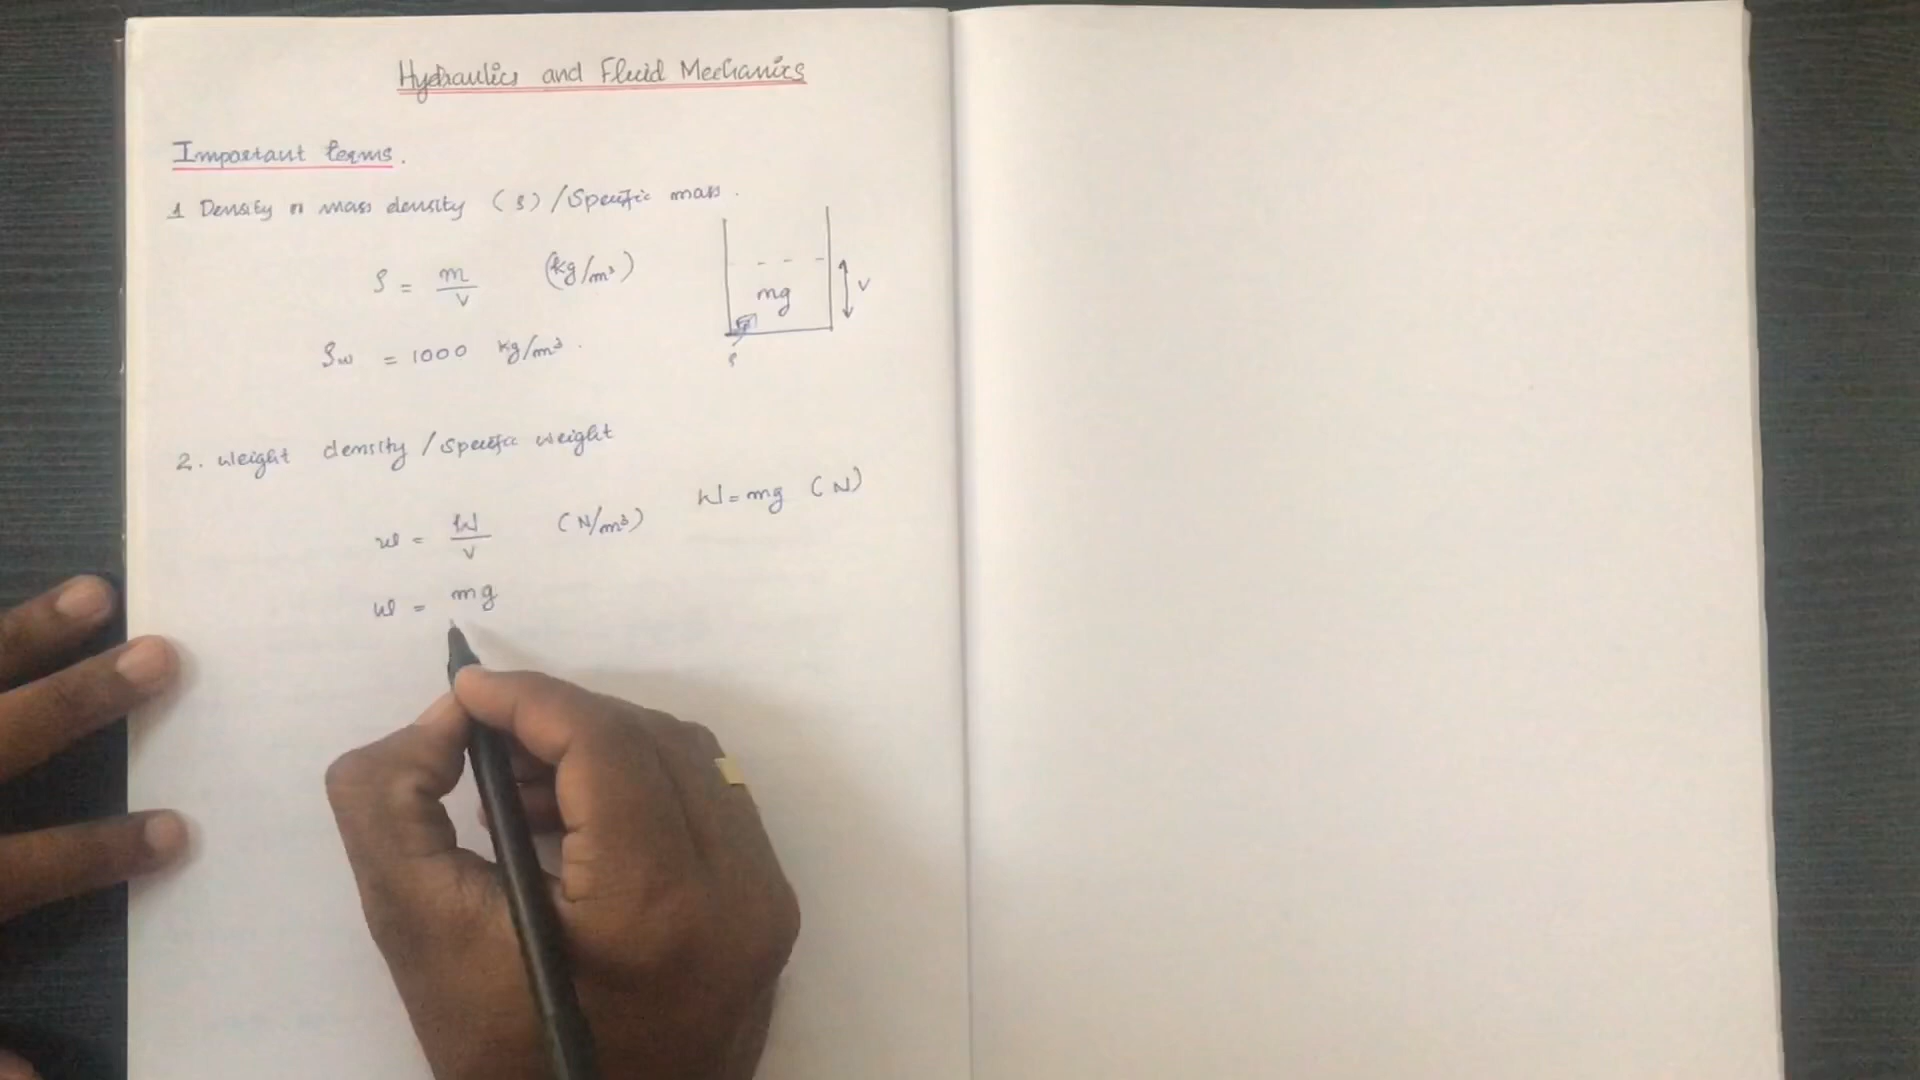 Hydraulics and Fluid Mechanics
Important terms.
1 Density or mass density (ρ) / Specific mass.
ρ = m/V (kg/m³)
mg
V
ρ
ρw = 1000 kg/m³.
2. Weight density / Specific weight
W = mg (N)
w = W/V (N/m³)
w = mg